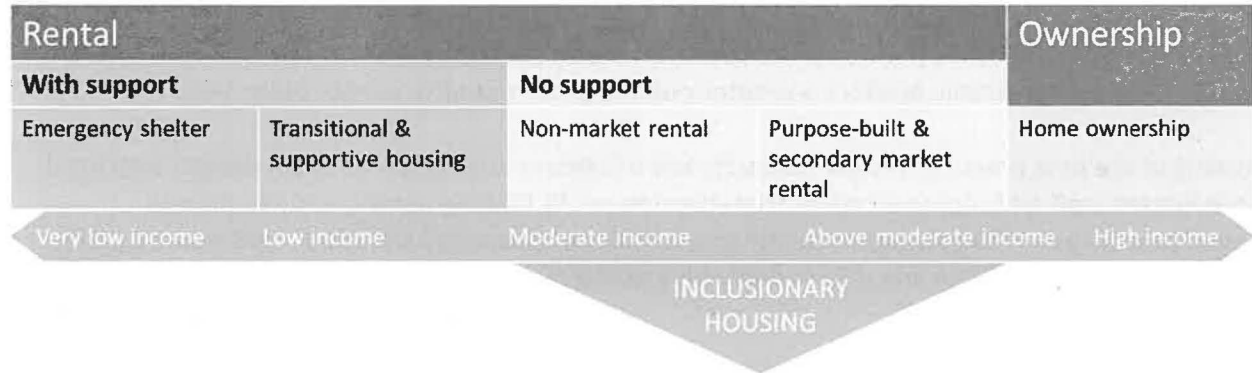 Rental
Ownership
With support
No support
Emergency shelter
Transitional &
supportive housing
Non-market rental
Purpose-built &
secondary market
rental
Home ownership
Very low income
Low income
Moderate income
Above moderate income
High income
INCLUSIONARY
HOUSING